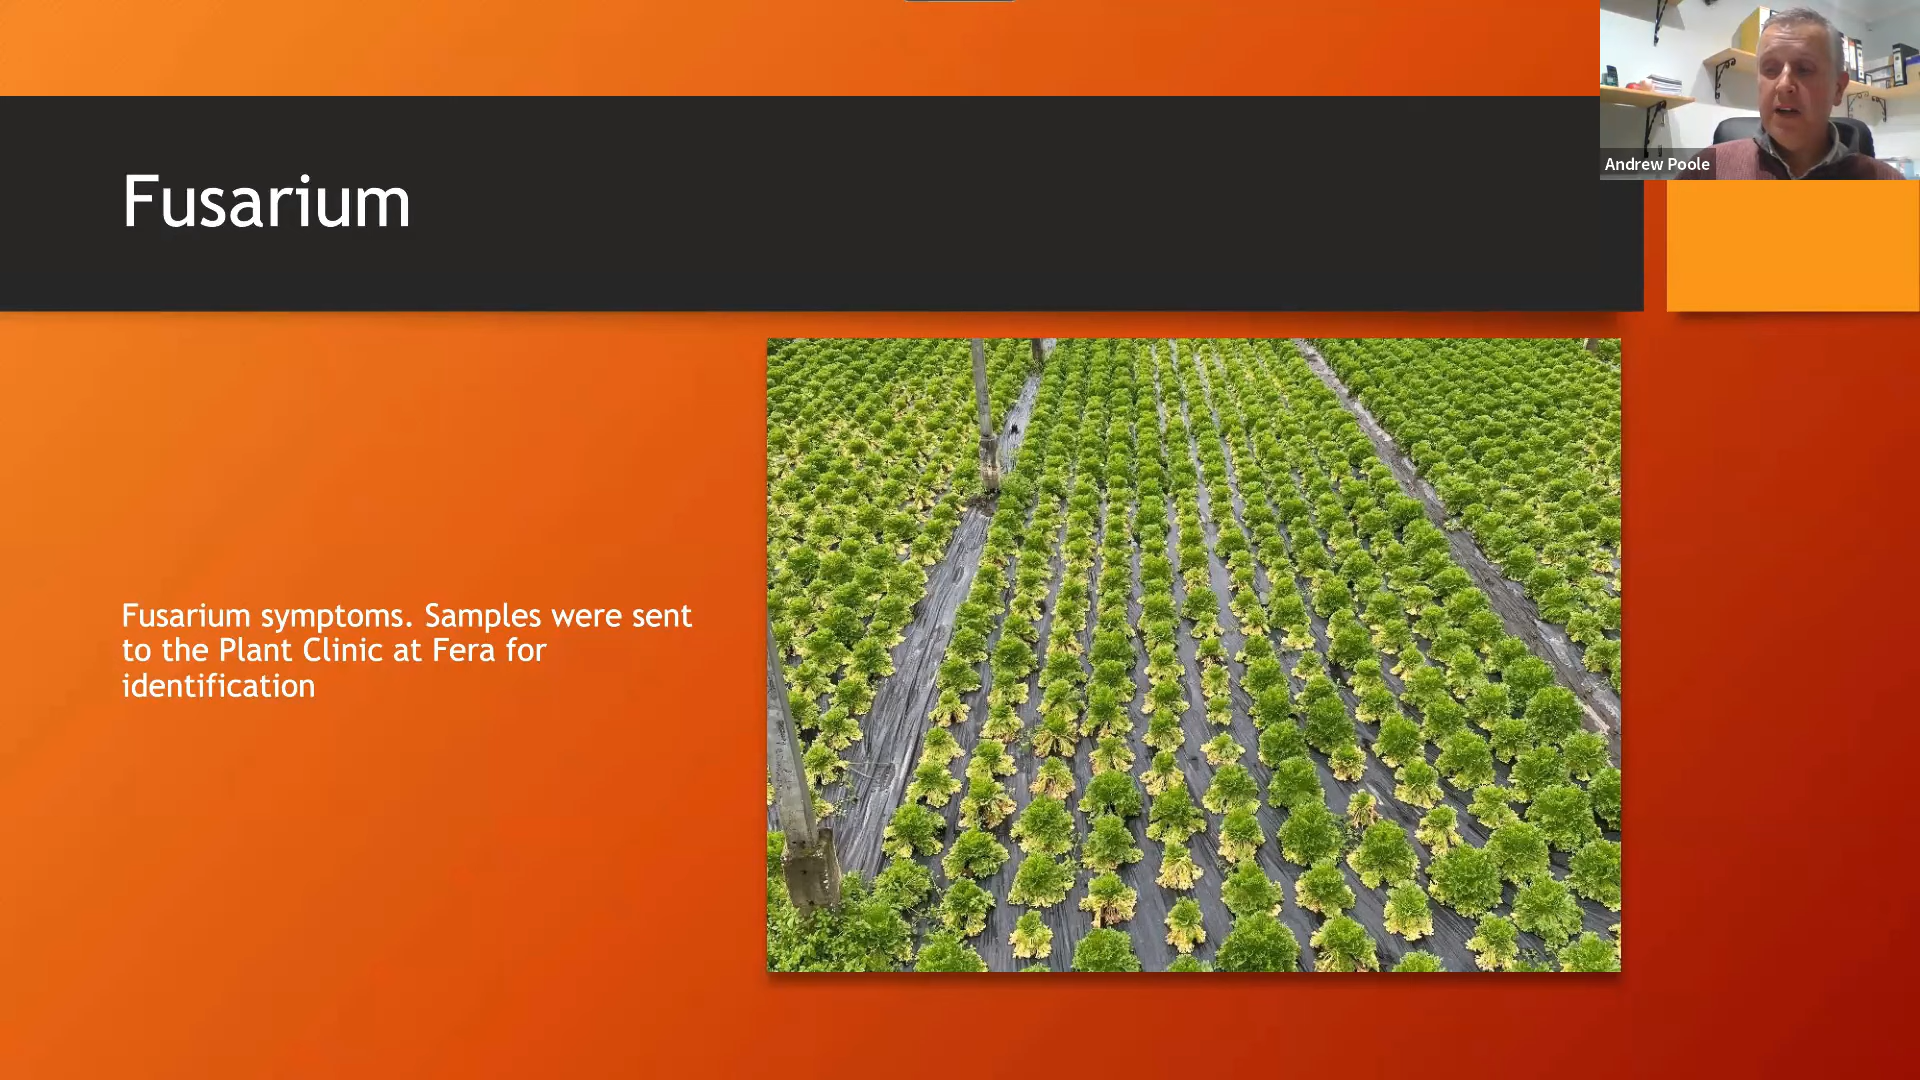 Fusarium
Andrew Poole
Fusarium symptoms. Samples were sent
to the Plant Clinic at Fera for
identification